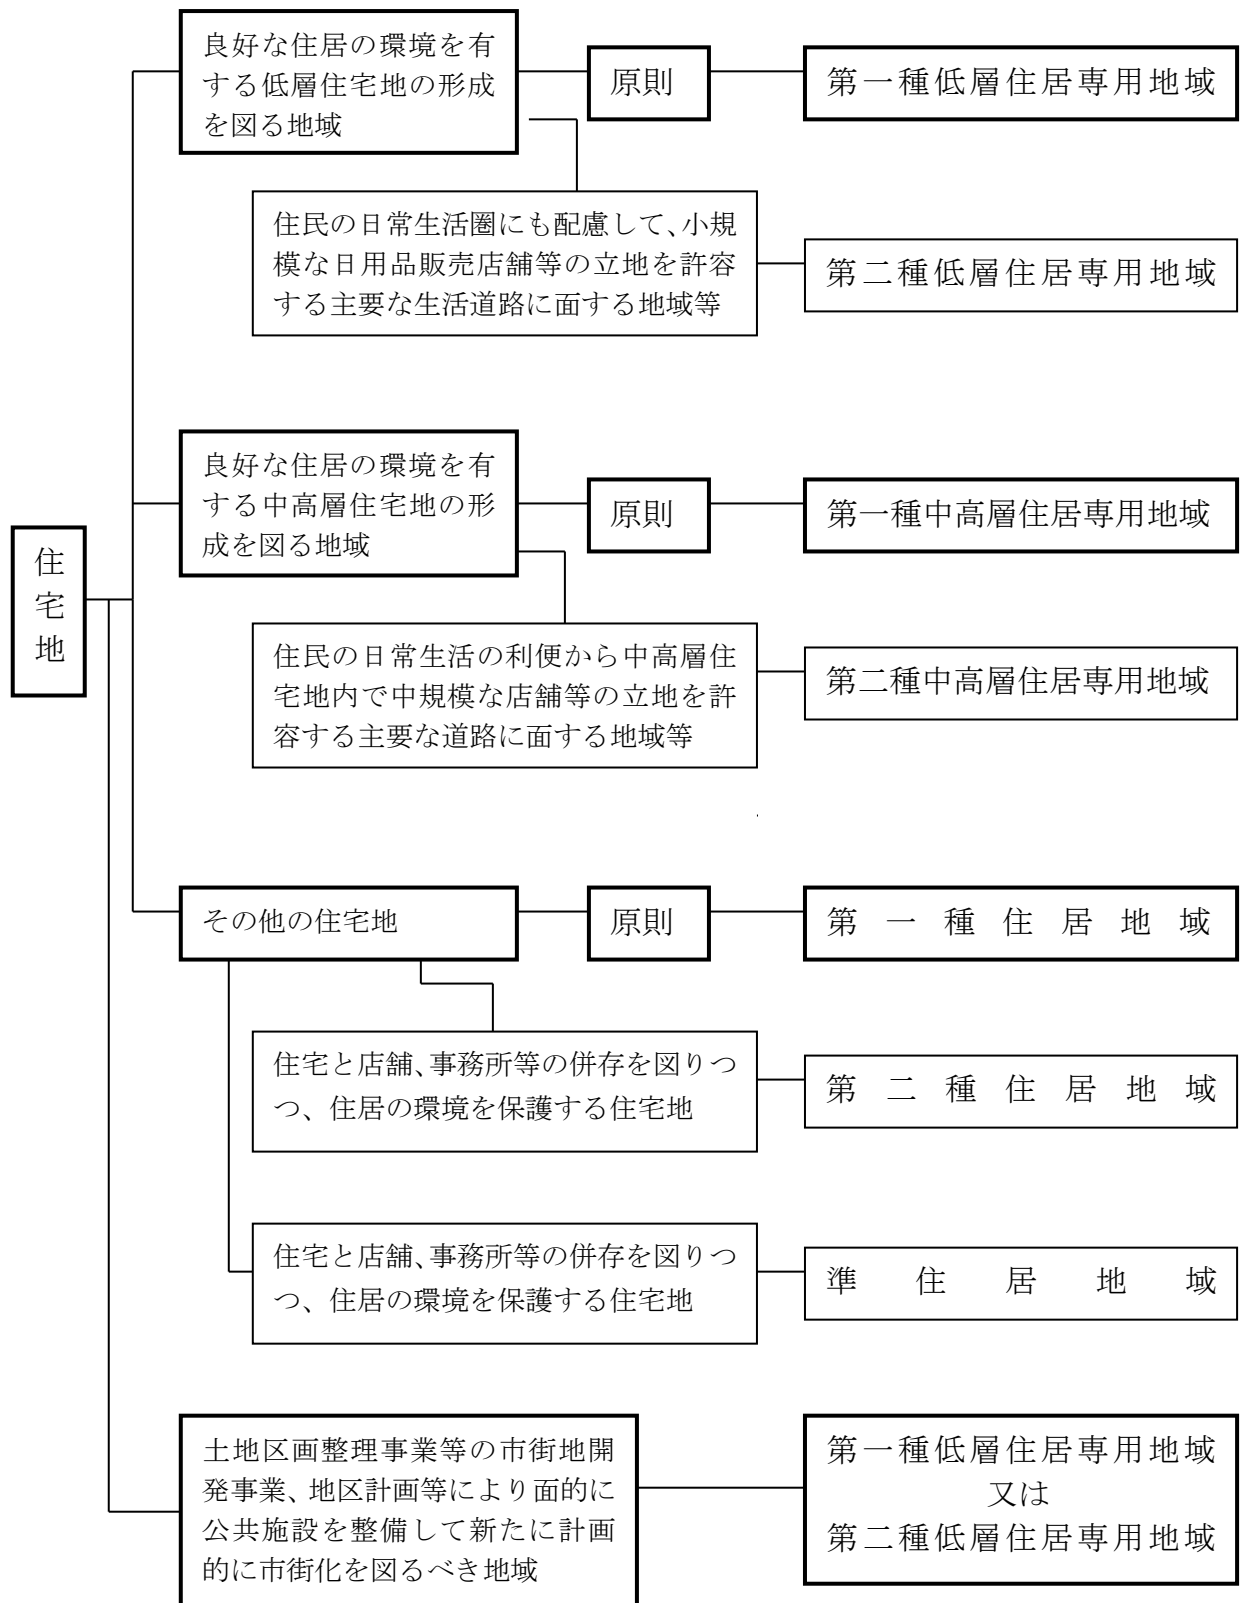 良好な住居の環境を有
する低層住宅地の形成
を図る地域
原則
第一種低層住居専用地域
住民の日常生活圏にも配慮して、小規
模な日用品販売店舗等の立地を許容
する主要な生活道路に面する地域等
第二種低層住居専用地域
良好な住居の環境を有
する中高層住宅地の形
成を図る地域
原則
第一種中高層住居専用地域
住宅地
住民の日常生活の利便から中高層住
宅地内で中規模な店舗等の立地を許
容する主要な道路に面する地域等
第二種中高層住居専用地域
その他の住宅地
原則
第一種住居地域
住宅と店舗、事務所等の併存を図りつ
つ、住居の環境を保護する住宅地
第二種住居地域
住宅と店舗、事務所等の併存を図りつ
つ、住居の環境を保護する住宅地
準住居地域
土地区画整理事業等の市街地開
発事業、地区計画等により面的に
公共施設を整備して新たに計画
的に市街化を図るべき地域
第一種低層住居専用地域
又は
第二種低層住居専用地域